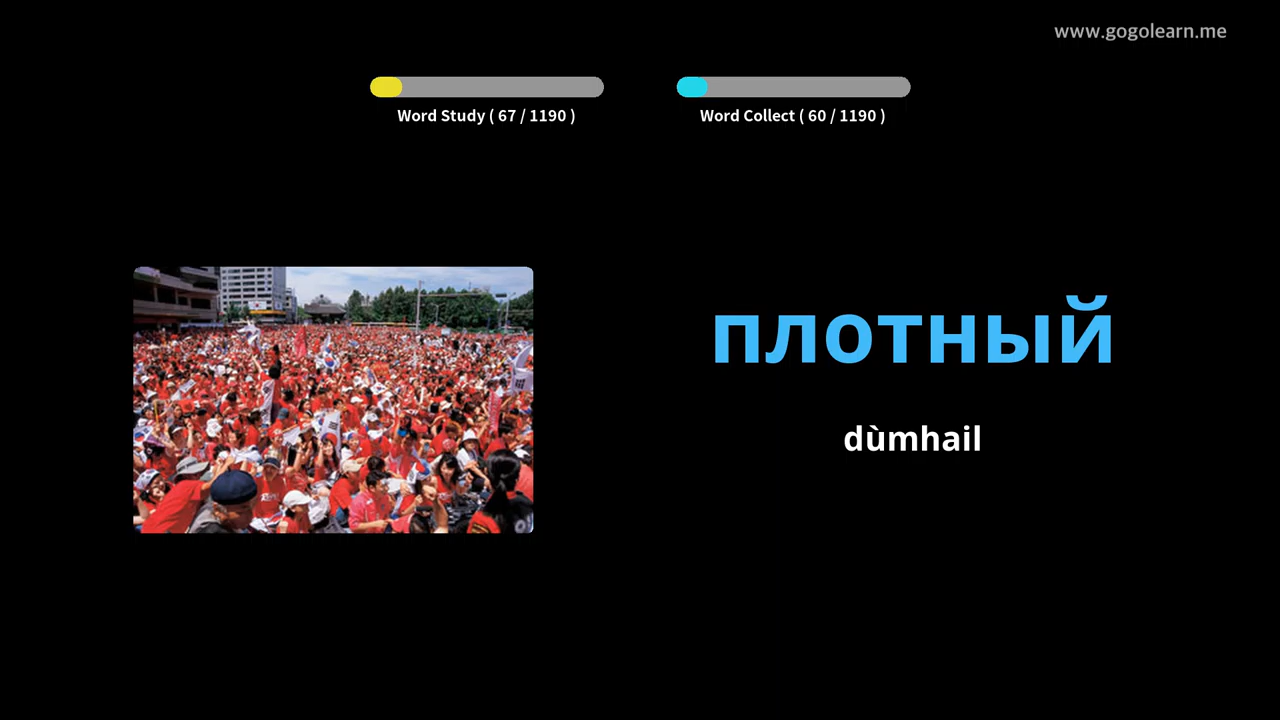 www.gogolearn.me
Word Study ( 67 / 1190 )
Word Collect ( 60 / 1190 )
плотный
dùmhail